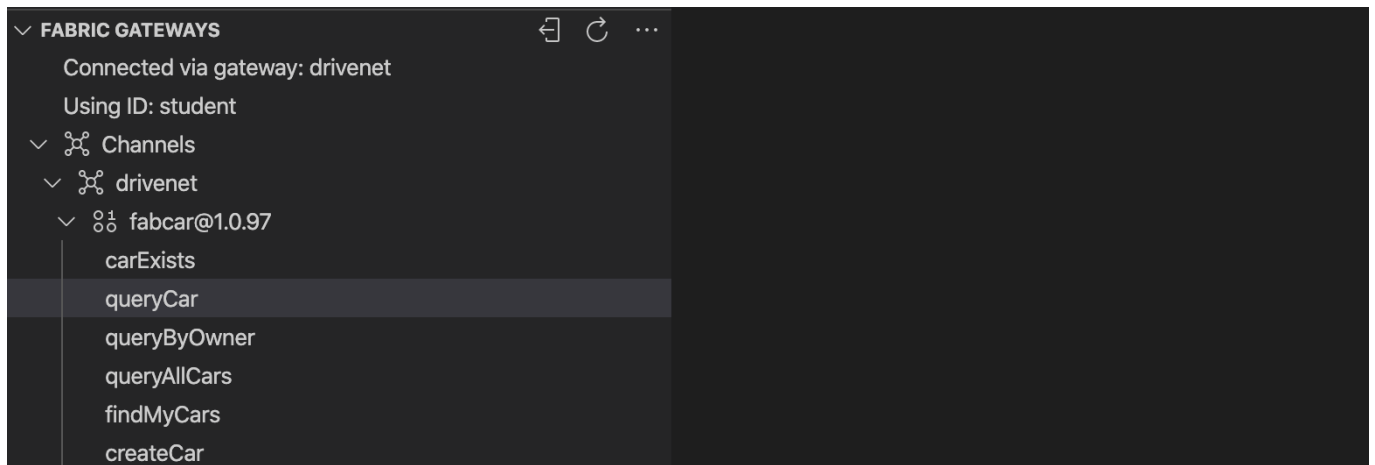 FABRIC GATEWAYS
Connected via gateway: drivenet
Using ID: student
Channels
drivenet
fabcar@1.0.97
carExists
queryCar
queryByOwner
queryAllCars
findMyCars
createCar